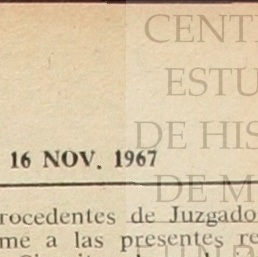 CENT
ESTU
DE HIS
16 NOV. 1967
DE M
rocedentes de Juzgado
me a las presentes re